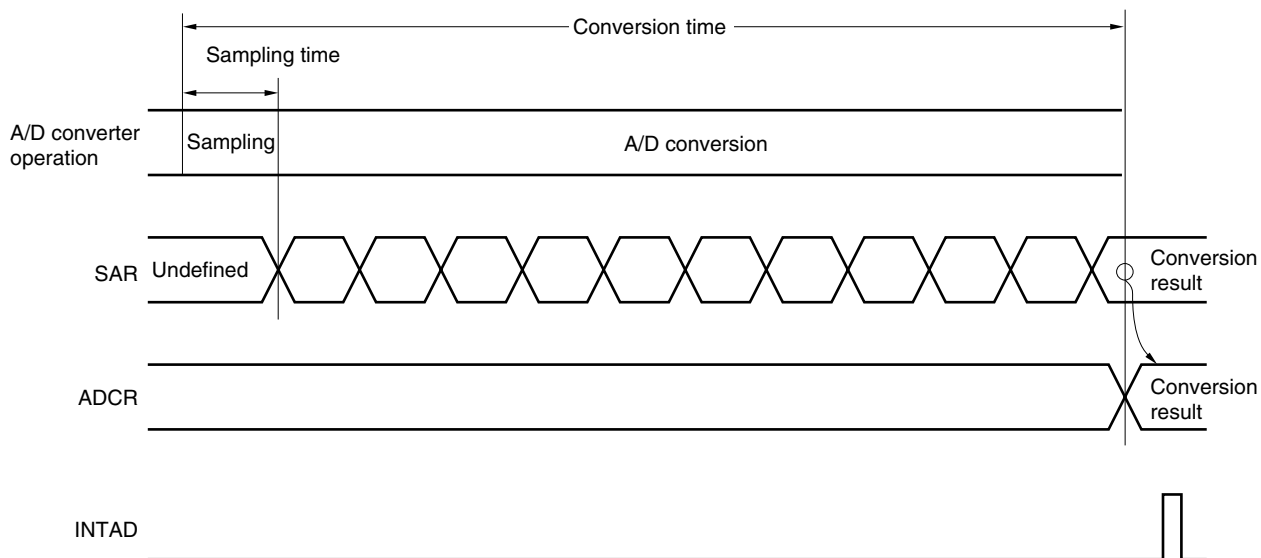 Conversion time
Sampling time
A/D converter
operation
Sampling
A/D conversion
SAR
Undefined
Conversion
result
ADCR
Conversion
result
INTAD